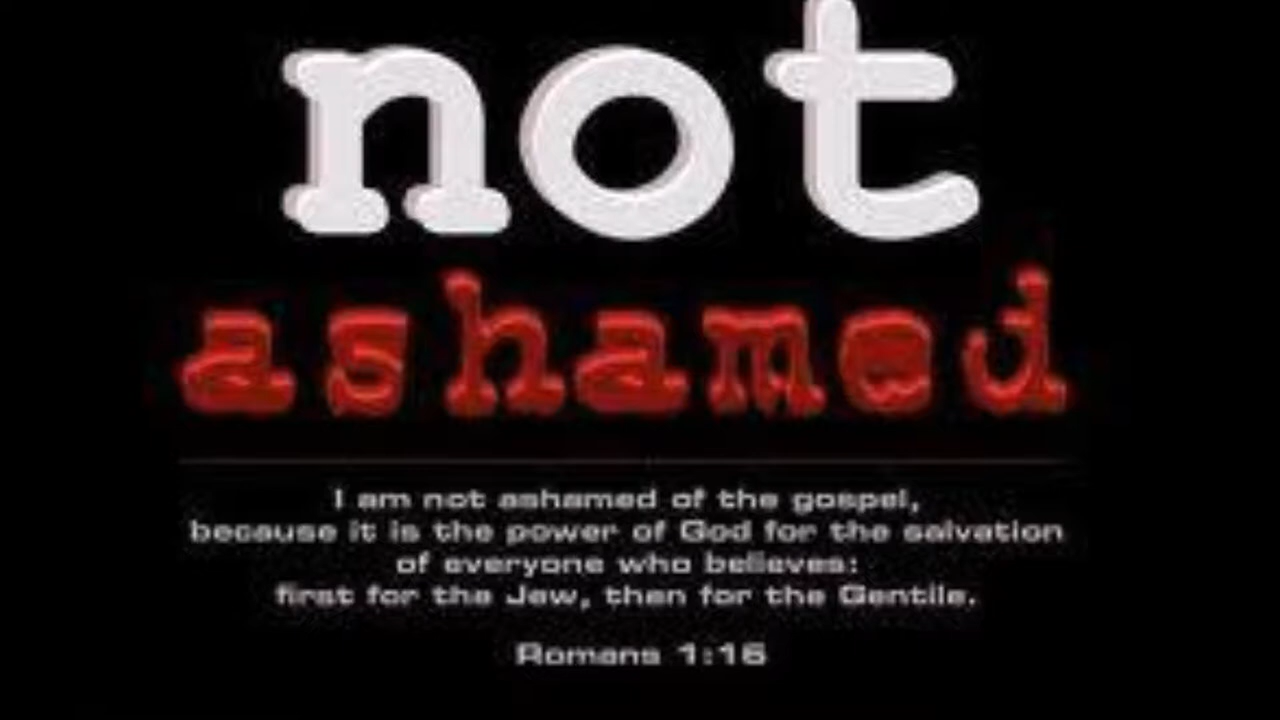 not
ashamed
I am not ashamed of the gospel,
because it is the power of God for the salvation
of everyone who believes:
first for the Jew, then for the Gentile.
Romans 1:16